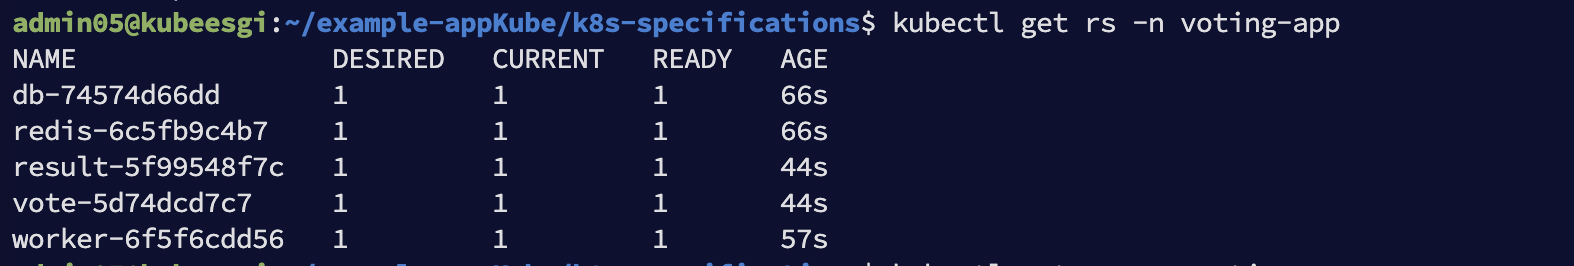 admin05@kubeesgi:~/example-appKube/k8s-specifications$ kubectl get rs -n voting-app
NAME DESIRED CURRENT READY AGE
db-74574d66dd 1 1 1 66s
redis-6c5fb9c4b7 1 1 1 66s
result-5f99548f7c 1 1 1 44s
vote-5d74dcd7c7 1 1 1 44s
worker-6f5f6cdd56 1 1 1 57s